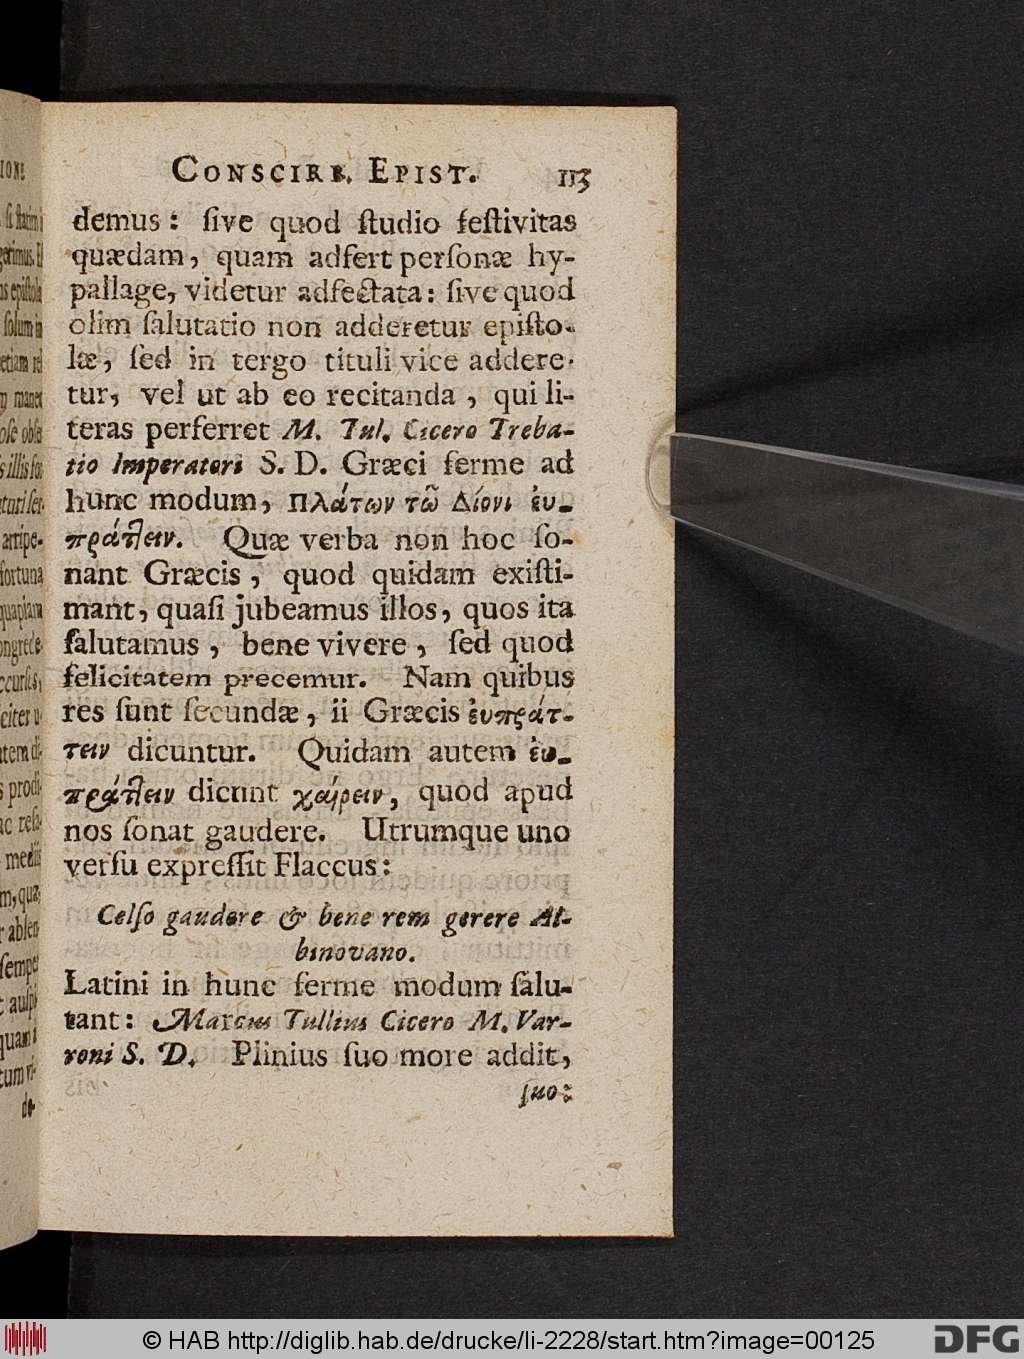 CONSCIRB. EPIST. 113
demus: ſive quod ſtudio feſtivitas
quædam, quam adfert perſonæ hy-
pallage, videtur adfectata: ſive quod
olim ſalutatio non adderetur epiſto-
læ, ſed in tergo tituli vice addere-
tur, vel ut ab eo recitanda, qui li-
teras perferret M. Tul. Cicero Treba-
tio Imperatori S. D. Græci ferme ad
hunc modum, Πλάτων τῶ Δίονι ἐυ-
πράττειν. Quæ verba non hoc ſo-
nant Græcis, quod quidam exiſti-
mant, quaſi jubeamus illos, quos ita
ſalutamus, bene vivere, ſed quod
felicitatem precemur. Nam quibus
res ſunt ſecundæ, ii Græcis ἐυπράτ-
τειν dicuntur. Quidam autem ἐυ-
πράττειν dicunt χαίρειν, quod apud
nos ſonat gaudere. Utrumque uno
verſu expreſſit Flaccus:
Celſo gaudere & bene rem gerere Al-
binovano.
Latini in hunc ferme modum ſalu-
tant: Marcus Tullius Cicero M. Var-
roni S. D. Plinius ſuo more addit,
ſuo:
© HAB http://diglib.hab.de/drucke/li-2228/start.htm?image=00125
DFG